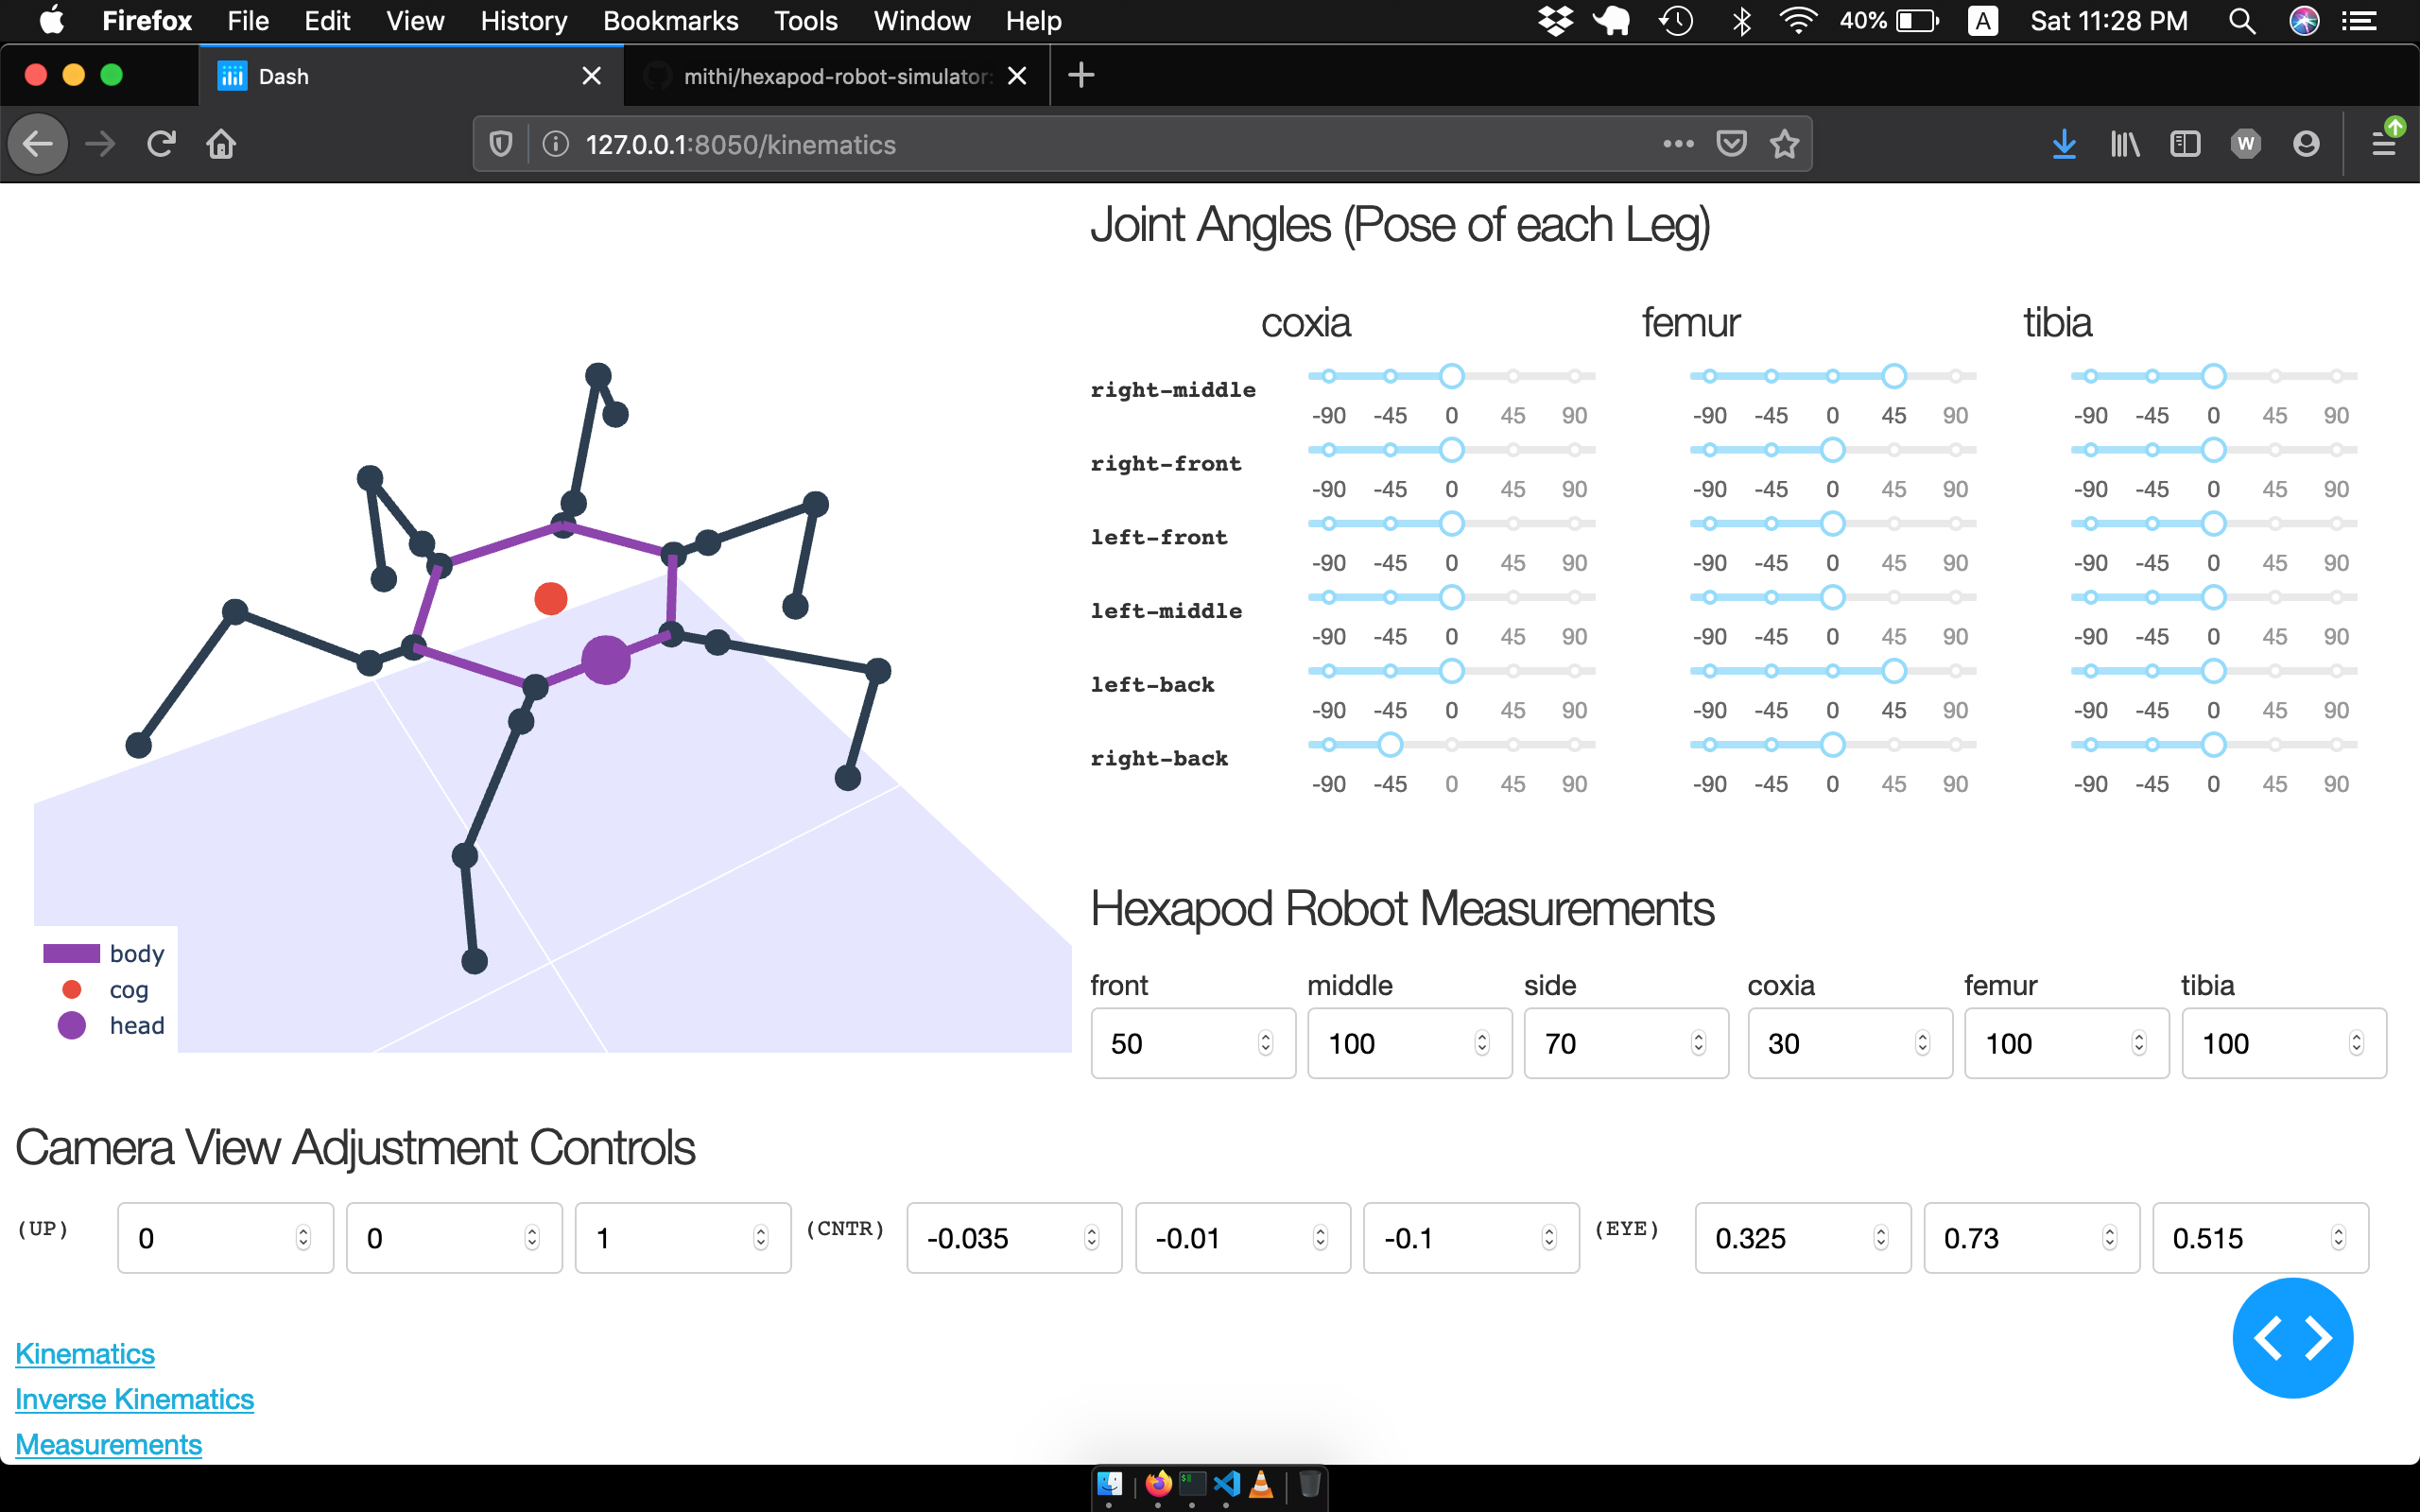 Firefox File Edit View History Bookmarks Tools Window Help 40% A Sat 11:28 PM
Dash mithi/hexapod-robot-simulator:
127.0.0.1:8050/kinematics W
Joint Angles (Pose of each Leg)
coxia femur tibia
right-middle
-90 -45 0 45 90 -90 -45 0 45 90 -90 -45 0 45 90
right-front
-90 -45 0 45 90 -90 -45 0 45 90 -90 -45 0 45 90
left-front
-90 -45 0 45 90 -90 -45 0 45 90 -90 -45 0 45 90
left-middle
-90 -45 0 45 90 -90 -45 0 45 90 -90 -45 0 45 90
left-back
-90 -45 0 45 90 -90 -45 0 45 90 -90 -45 0 45 90
right-back
-90 -45 0 45 90 -90 -45 0 45 90 -90 -45 0 45 90
body
cog
head
Hexapod Robot Measurements
front middle side coxia femur tibia
50 100 70 30 100 100
Camera View Adjustment Controls
(UP) 0 0 1 (CNTR) -0.035 -0.01 -0.1 (EYE) 0.325 0.73 0.515
Kinematics
Inverse Kinematics
Measurements